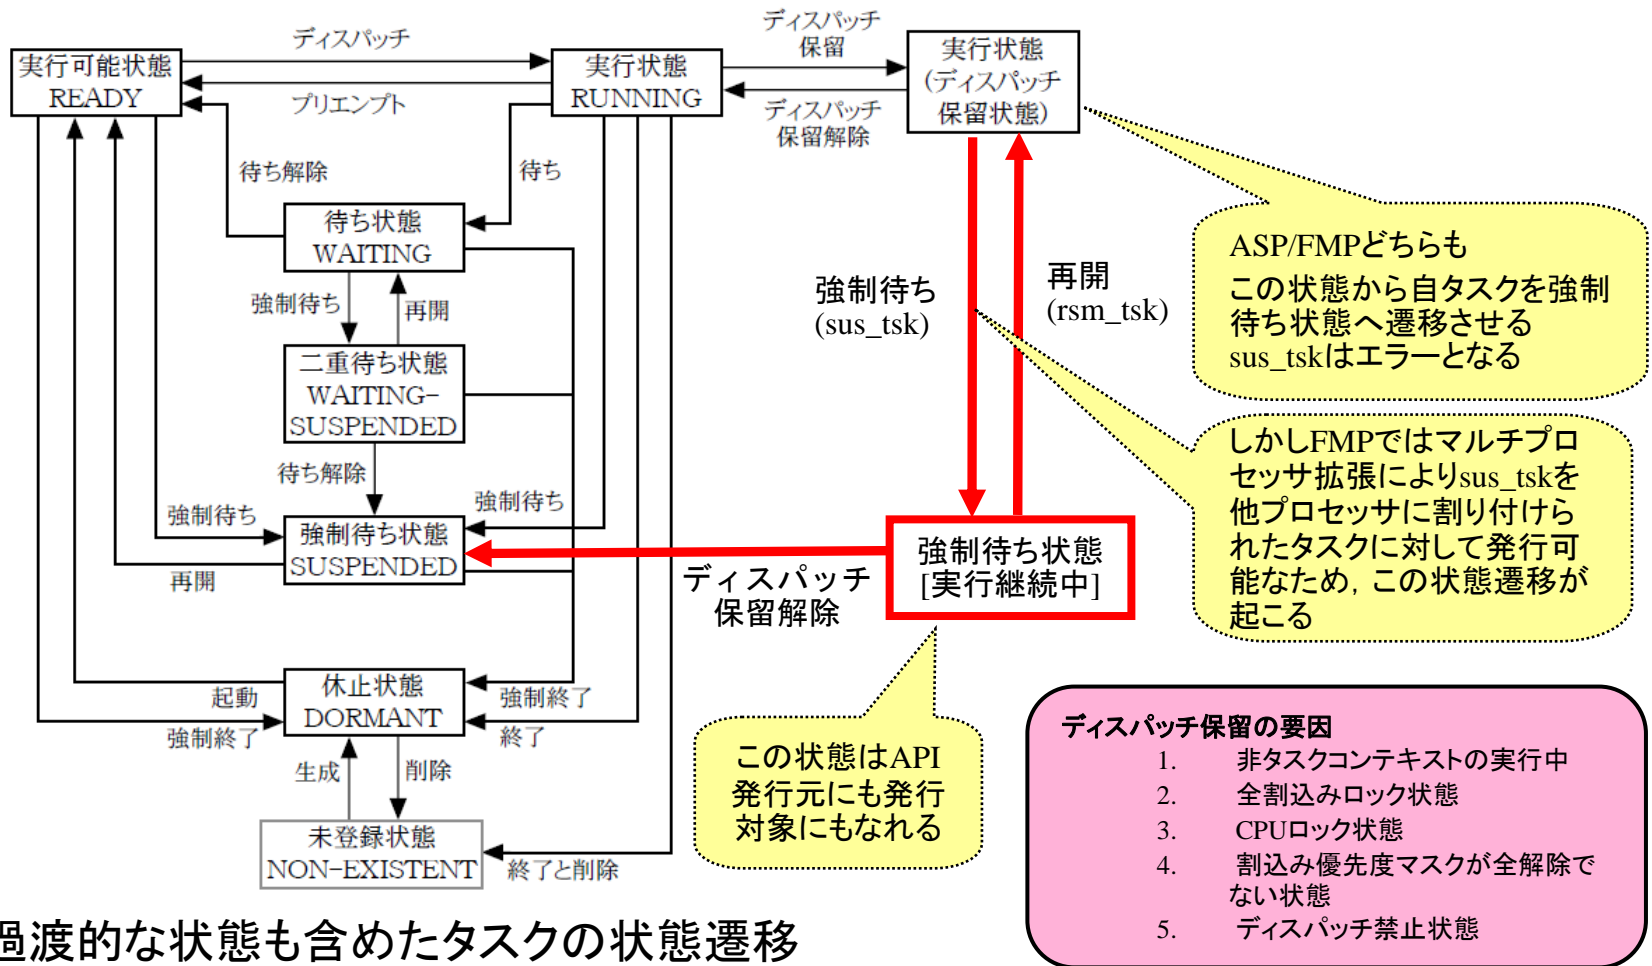 ディスパッチ
実行可能状態
READY
プリエンプト
実行状態
RUNNING
ディスパッチ
保留
ディスパッチ
保留解除
実行状態
(ディスパッチ
保留状態)
待ち解除
待ち
待ち状態
WAITING
強制待ち
再開
二重待ち状態
WAITING-
SUSPENDED
待ち解除
強制待ち
強制待ち
強制待ち状態
SUSPENDED
再開
強制待ち
(sus_tsk)
再開
(rsm_tsk)
強制待ち状態
[実行継続中]
ディスパッチ
保留解除
起動
強制終了
休止状態
DORMANT
強制終了
終了
生成
削除
未登録状態
NON-EXISTENT
終了と削除
ASP/FMPどちらも
この状態から自タスクを強制
待ち状態へ遷移させる
sus_tskはエラーとなる
しかしFMPではマルチプロ
セッサ拡張によりsus_tskを
他プロセッサに割り付けら
れたタスクに対して発行可
能なため，この状態遷移が
起こる
この状態はAPI
発行元にも発行
対象にもなれる
ディスパッチ保留の要因
1. 非タスクコンテキストの実行中
2. 全割込みロック状態
3. CPUロック状態
4. 割込み優先度マスクが全解除で
ない状態
5. ディスパッチ禁止状態
過渡的な状態も含めたタスクの状態遷移